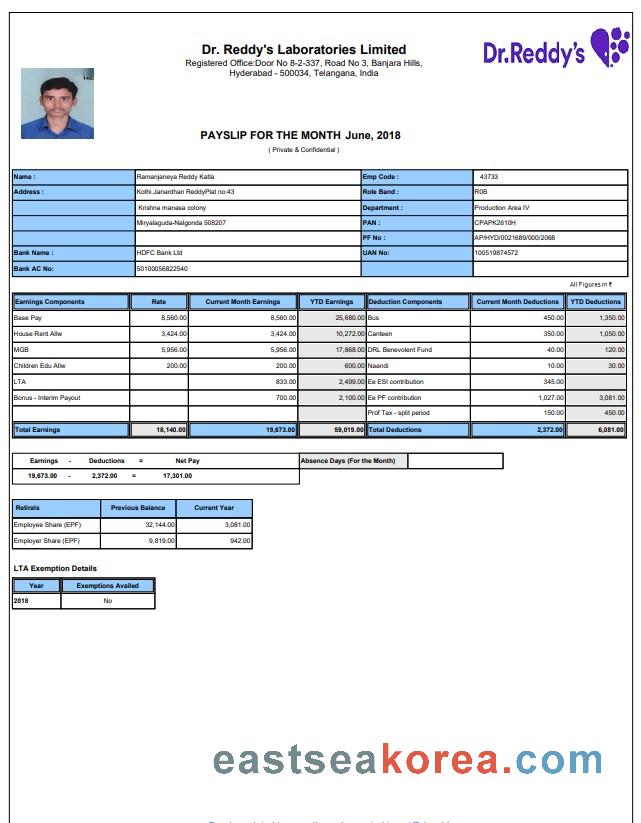 Dr. Reddy's Laboratories Limited
Registered Office:Door No 8-2-337, Road No 3, Banjara Hills,
Hyderabad - 500034, Telangana, India
Dr.Reddy's
PAYSLIP FOR THE MONTH June, 2018
( Private & Confidential )
Name : Ramanjaneya Reddy Katla Emp Code : 43733
Address : Kothi.Janardhan ReddyPlat no:43 Role Band : R0B
Krishna manasa colony Department : Production Area IV
Miryalaguda-Nalgonda 508207 PAN : CPAPK2610H
PF No : AP/HYD/0021689/000/2068
Bank Name : HDFC Bank Ltd UAN No: 100519874572
Bank AC No: 50100056822540
All Figures in ₹
Earnings Components Rate Current Month Earnings YTD Earnings Deduction Components Current Month Deductions YTD Deductions
Base Pay 8,560.00 8,560.00 25,680.00 Bus 450.00 1,350.00
House Rent Allw 3,424.00 3,424.00 10,272.00 Canteen 350.00 1,050.00
MGB 5,956.00 5,956.00 17,868.00 DRL Benevolent Fund 40.00 120.00
Children Edu Allw 200.00 200.00 600.00 Naandi 10.00 30.00
LTA 833.00 2,499.00 Ee ESI contribution 345.00
Bonus - Interim Payout 700.00 2,100.00 Ee PF contribution 1,027.00 3,081.00
Prof Tax - split period 150.00 450.00
Total Earnings 18,140.00 19,673.00 59,019.00 Total Deductions 2,372.00 6,081.00
Earnings - Deductions = Net Pay Absence Days (For the Month)
19,673.00 - 2,372.00 = 17,301.00
Retirals Previous Balance Current Year
Employee Share (EPF) 32,144.00 3,081.00
Employer Share (EPF) 9,819.00 942.00
LTA Exemption Details
Year Exemptions Availed
2018 No
eastseakorea.com